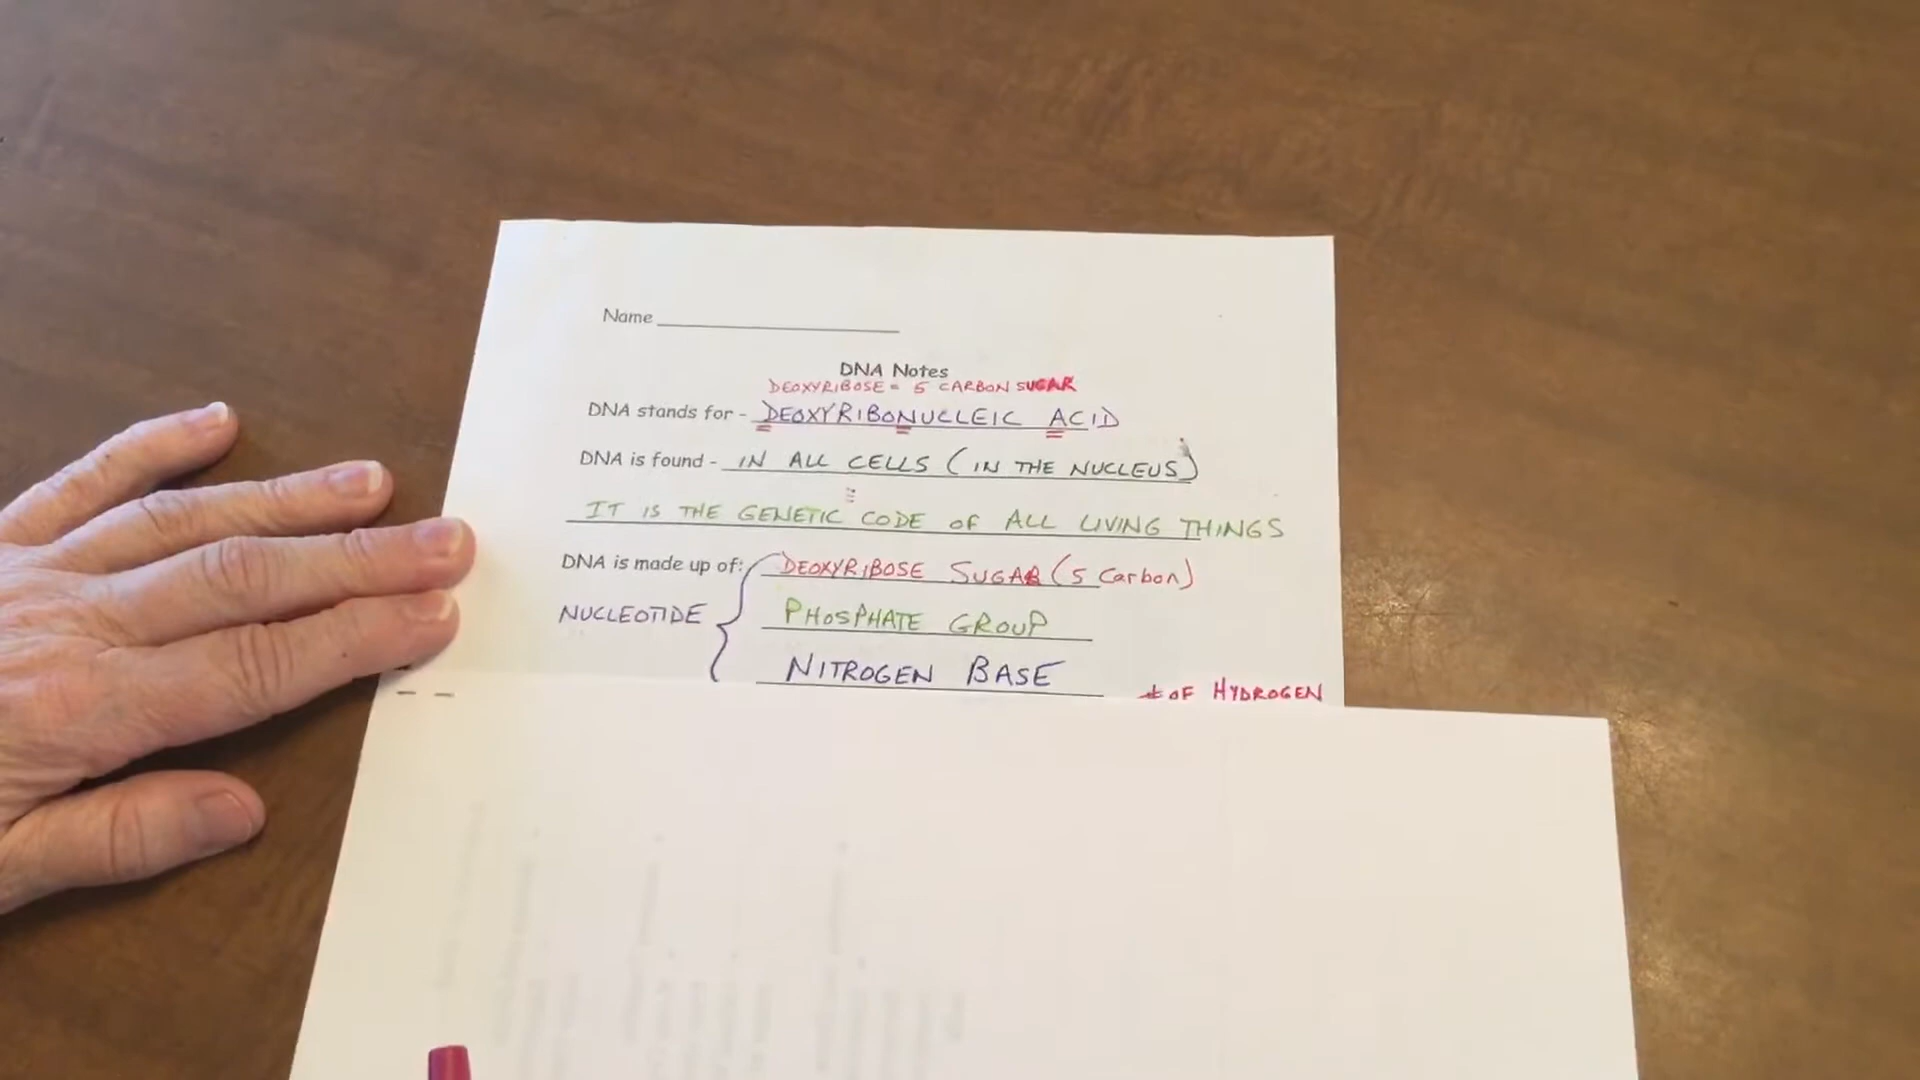 Name
DNA Notes
DEOXYRIBOSE = 5 CARBON SUGAR
DNA stands for - DEOXYRIBONUCLEIC ACID
DNA is found - IN ALL CELLS (IN THE NUCLEUS)
IT IS THE GENETIC CODE OF ALL LIVING THINGS
DNA is made up of: DEOXYRIBOSE SUGAR (5 Carbon)
NUCLEOTIDE { PHOSPHATE GROUP
NITROGEN BASE
# OF HYDROGEN